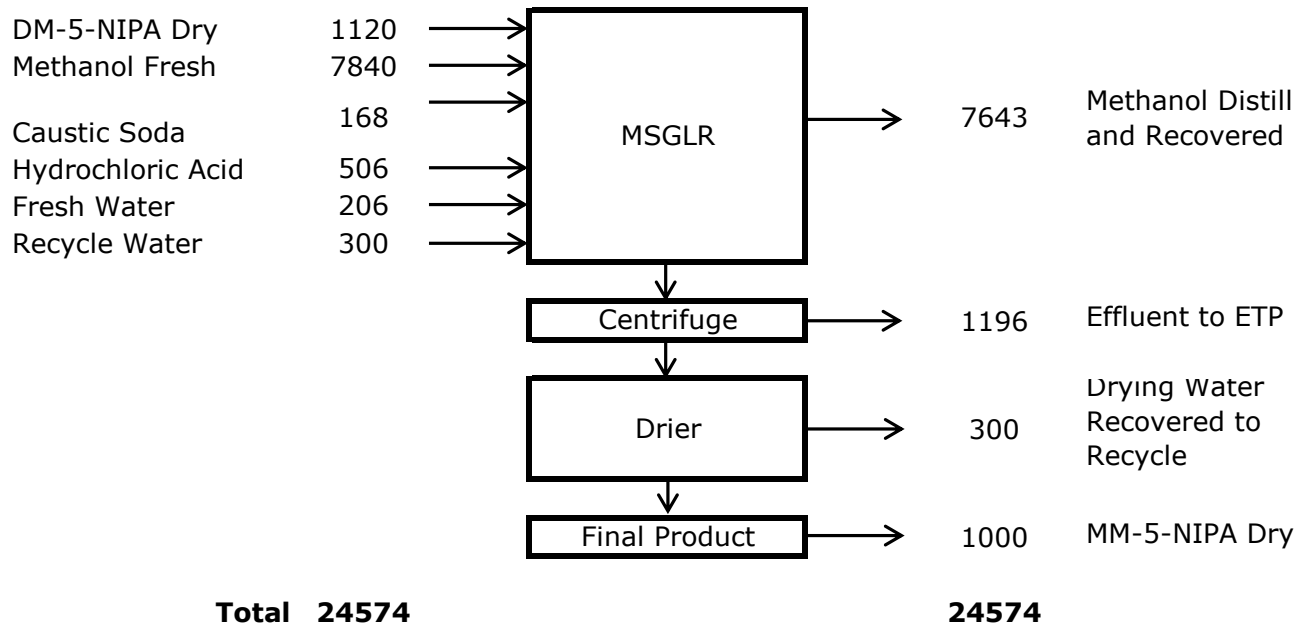 DM-5-NIPA Dry 1120
Methanol Fresh 7840
Caustic Soda 168
Hydrochloric Acid 506
Fresh Water 206
Recycle Water 300
MSGLR
7643 Methanol Distill
and Recovered
Centrifuge
1196 Effluent to ETP
Drier
300 Drying Water
Recovered to
Recycle
Final Product
1000 MM-5-NIPA Dry
Total 24574 24574